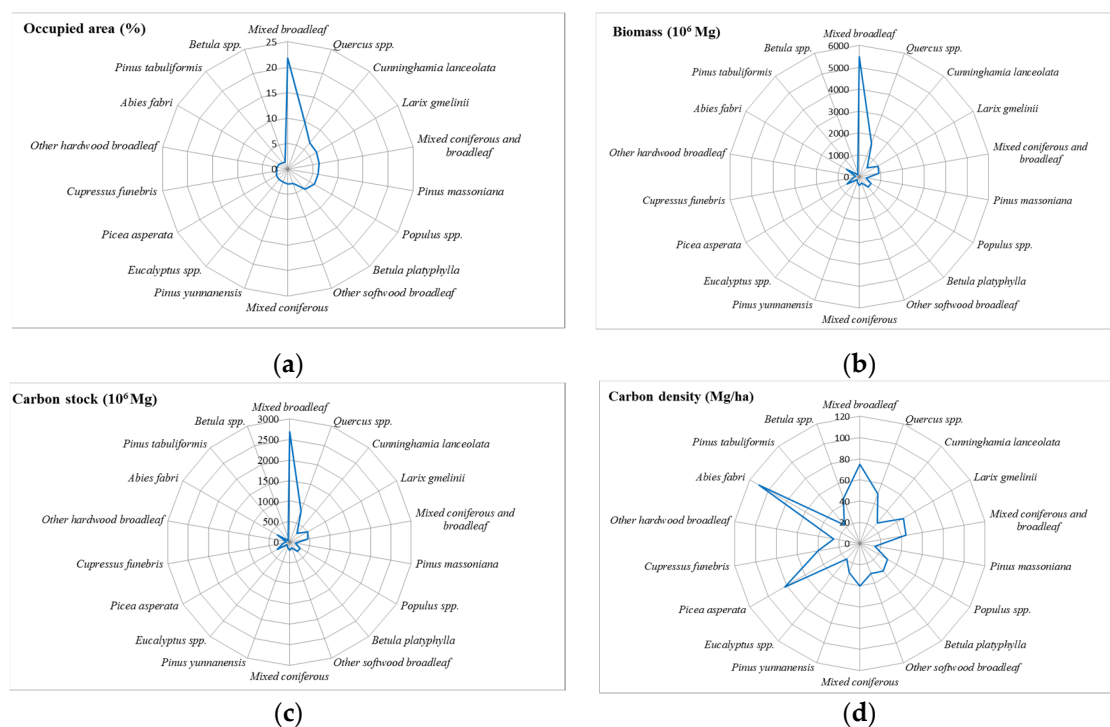 Occupied area (%)
Mixed broadleaf
Quercus spp.
Cunninghamia lanceolata
Larix gmelinii
Mixed coniferous and
broadleaf
Pinus massoniana
Populus spp.
Betula platyphylla
Other softwood broadleaf
Mixed coniferous
Pinus yunnanensis
Eucalyptus spp.
Picea asperata
Cupressus funebris
Other hardwood broadleaf
Abies fabri
Pinus tabuliformis
Betula spp.
25
20
15
10
5
0
(a)
Biomass (10⁶ Mg)
Mixed broadleaf
Quercus spp.
Cunninghamia lanceolata
Larix gmelinii
Mixed coniferous and
broadleaf
Pinus massoniana
Populus spp.
Betula platyphylla
Other softwood broadleaf
Mixed coniferous
Pinus yunnanensis
Eucalyptus spp.
Picea asperata
Cupressus funebris
Other hardwood broadleaf
Abies fabri
Pinus tabuliformis
Betula spp.
6000
5000
4000
3000
2000
1000
0
(b)
Carbon stock (10⁶ Mg)
Mixed broadleaf
Quercus spp.
Cunninghamia lanceolata
Larix gmelinii
Mixed coniferous and
broadleaf
Pinus massoniana
Populus spp.
Betula platyphylla
Other softwood broadleaf
Mixed coniferous
Pinus yunnanensis
Eucalyptus spp.
Picea asperata
Cupressus funebris
Other hardwood broadleaf
Abies fabri
Pinus tabuliformis
Betula spp.
3000
2500
2000
1500
1000
500
0
(c)
Carbon density (Mg/ha)
Mixed broadleaf
Quercus spp.
Cunninghamia lanceolata
Larix gmelinii
Mixed coniferous and
broadleaf
Pinus massoniana
Populus spp.
Betula platyphylla
Other softwood broadleaf
Mixed coniferous
Pinus yunnanensis
Eucalyptus spp.
Picea asperata
Cupressus funebris
Other hardwood broadleaf
Abies fabri
Pinus tabuliformis
Betula spp.
120
100
80
60
40
20
0
(d)